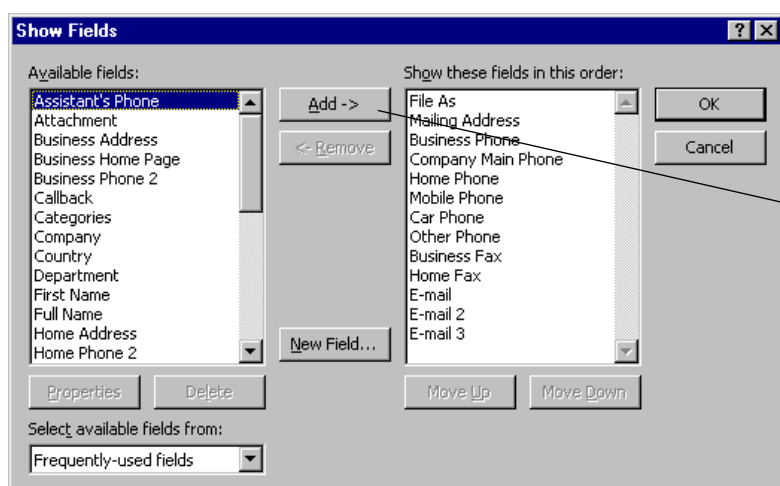 Show Fields
Available fields:
Assistant's Phone
Attachment
Business Address
Business Home Page
Business Phone 2
Callback
Categories
Company
Country
Department
First Name
Full Name
Home Address
Home Phone 2
Add ->
<- Remove
New Field...
Show these fields in this order:
File As
Mailing Address
Business Phone
Company Main Phone
Home Phone
Mobile Phone
Car Phone
Other Phone
Business Fax
Home Fax
E-mail
E-mail 2
E-mail 3
OK
Cancel
Properties
Delete
Move Up
Move Down
Select available fields from:
Frequently-used fields